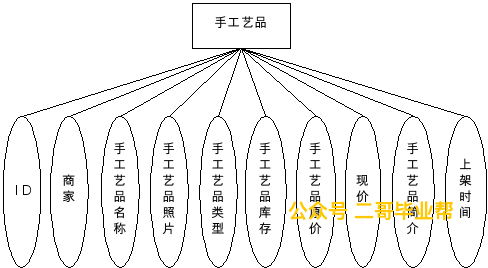 手工艺品
ID
商家
手工艺品名称
手工艺品照片
手工艺品类型
手工艺品库存
手工艺品原价
现价
手工艺品简介
上架时间
公众号 二哥毕业帮